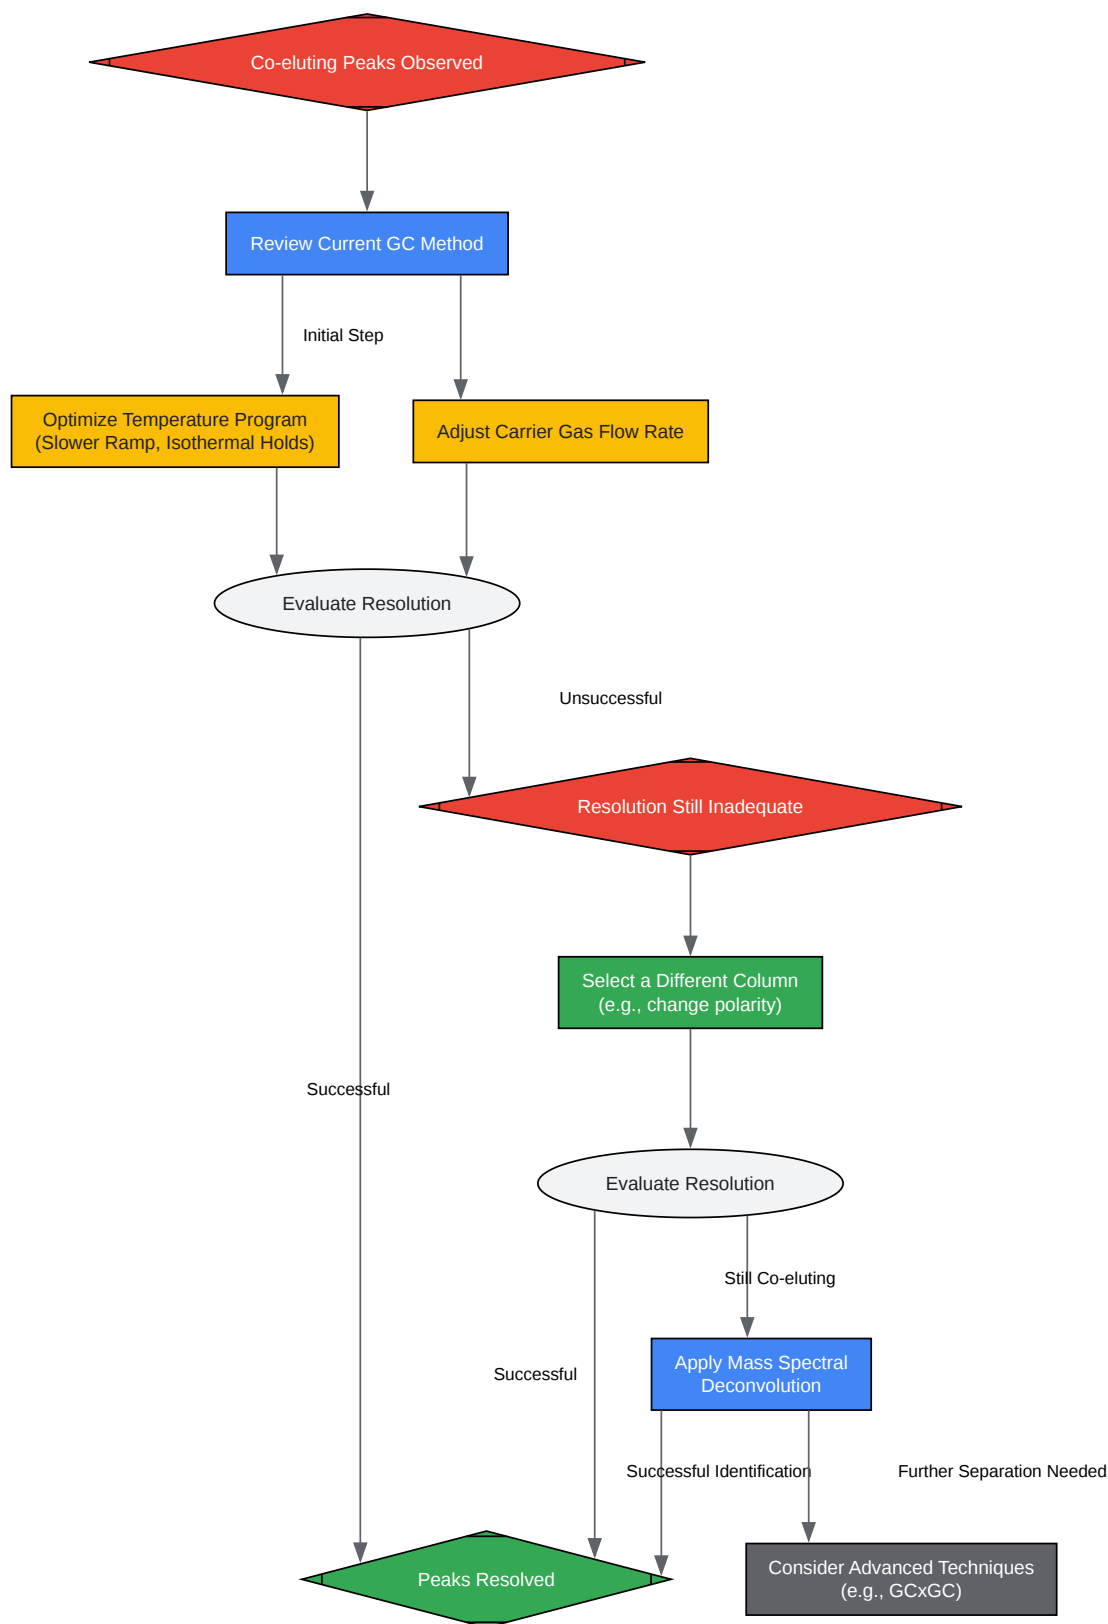 Co-eluting Peaks Observed
Review Current GC Method
Initial Step
Optimize Temperature Program
(Slower Ramp, Isothermal Holds)
Adjust Carrier Gas Flow Rate
Evaluate Resolution
Unsuccessful
Resolution Still Inadequate
Select a Different Column
(e.g., change polarity)
Successful
Evaluate Resolution
Still Co-eluting
Apply Mass Spectral
Deconvolution
Successful
Successful Identification
Further Separation Needed
Peaks Resolved
Consider Advanced Techniques
(e.g., GCxGC)